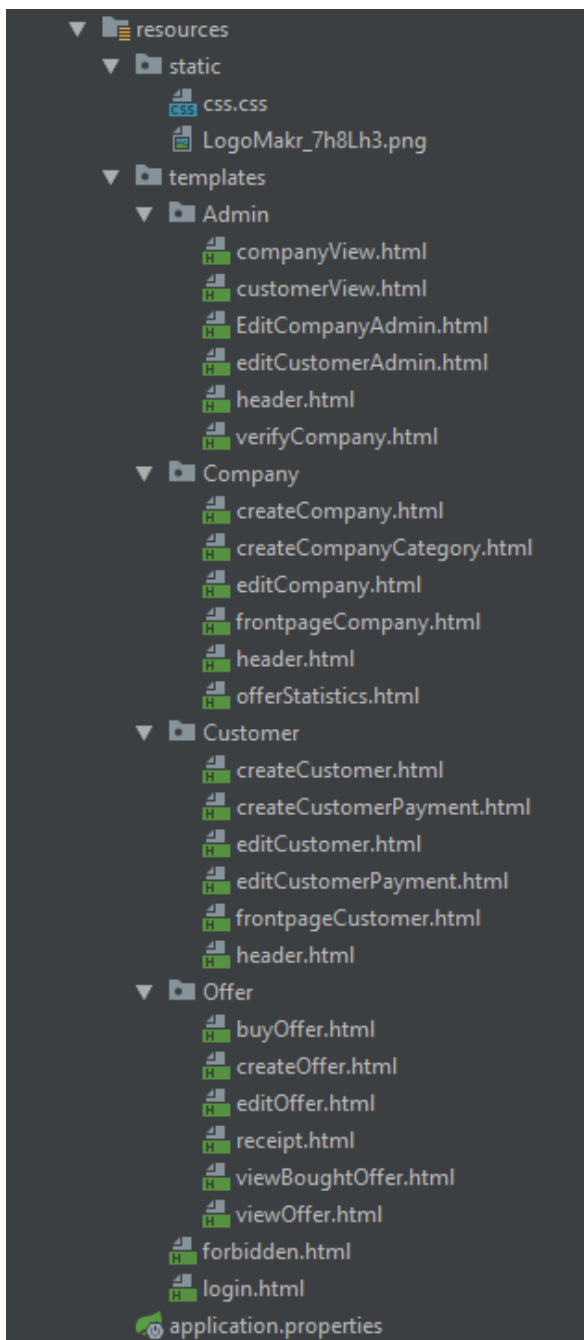 resources
static
css.css
LogoMakr_7h8Lh3.png
templates
Admin
companyView.html
customerView.html
EditCompanyAdmin.html
editCustomerAdmin.html
header.html
verifyCompany.html
Company
createCompany.html
createCompanyCategory.html
editCompany.html
frontpageCompany.html
header.html
offerStatistics.html
Customer
createCustomer.html
createCustomerPayment.html
editCustomer.html
editCustomerPayment.html
frontpageCustomer.html
header.html
Offer
buyOffer.html
createOffer.html
editOffer.html
receipt.html
viewBoughtOffer.html
viewOffer.html
forbidden.html
login.html
application.properties